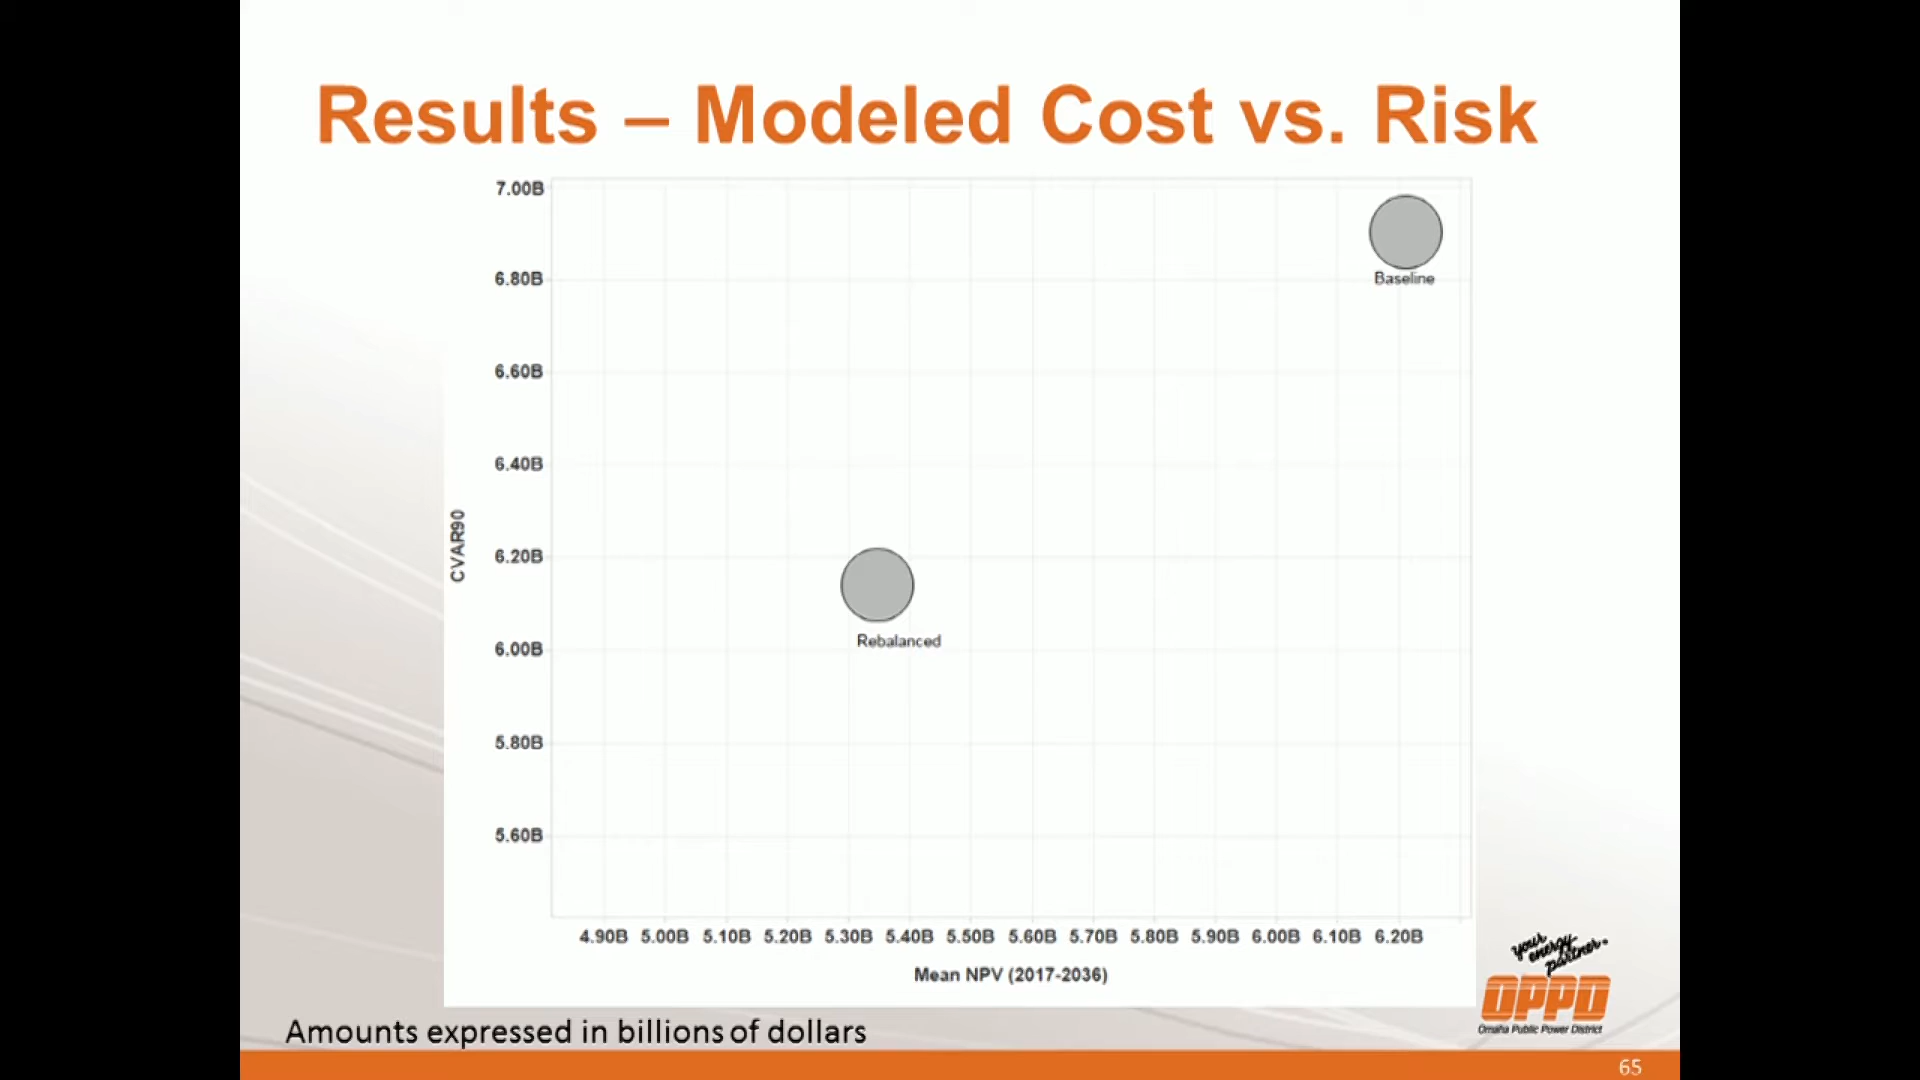 Results – Modeled Cost vs. Risk
7.00B
6.80B
6.60B
6.40B
6.20B
6.00B
5.80B
5.60B
CVAR90
Baseline
Rebalanced
4.90B 5.00B 5.10B 5.20B 5.30B 5.40B 5.50B 5.60B 5.70B 5.80B 5.90B 6.00B 6.10B 6.20B
Mean NPV (2017-2036)
your
energy
partner
OPPD
Omaha Public Power District
Amounts expressed in billions of dollars
65